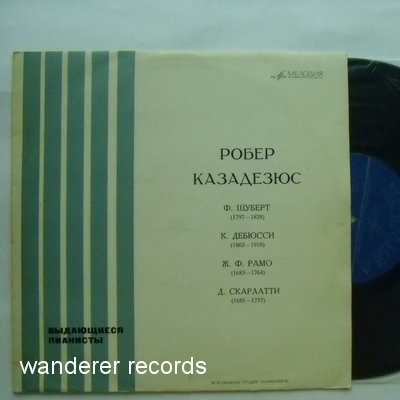 МЕЛОДИЯ
РОБЕР
КАЗАДЕЗЮС
Ф. ШУБЕРТ
(1797—1828)
К. ДЕБЮССИ
(1862—1918)
Ж. Ф. РАМО
(1683—1764)
Д. СКАРЛАТТИ
(1685—1757)
ВЫДАЮЩИЕСЯ
ПИАНИСТЫ
wanderer records